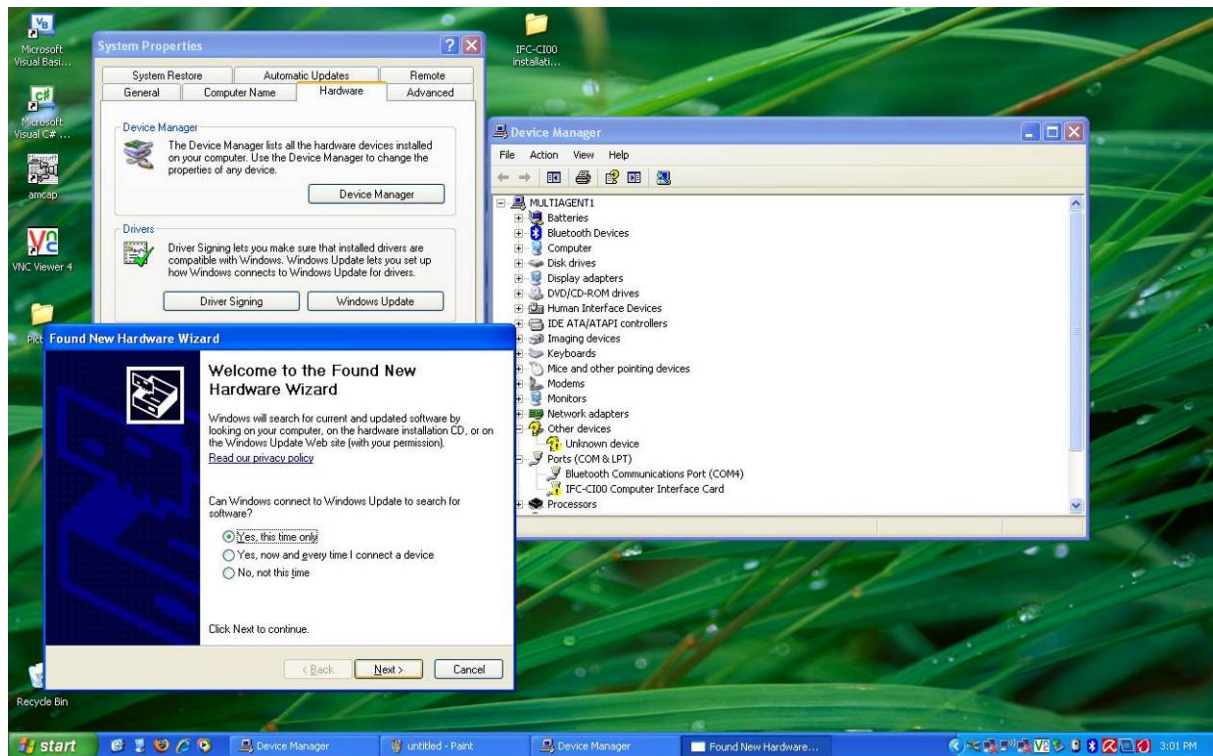 Microsoft
Visual Basi...
Microsoft
Visual C# ...
amcap
VNC Viewer 4
Pict
Recycle Bin
IFC-CI00
installati...
System Properties
System Restore
Automatic Updates
Remote
General
Computer Name
Hardware
Advanced
Device Manager
The Device Manager lists all the hardware devices installed
on your computer. Use the Device Manager to change the
properties of any device.
Device Manager
Drivers
Driver Signing lets you make sure that installed drivers are
compatible with Windows. Windows Update lets you set up
how Windows connects to Windows Update for drivers.
Driver Signing
Windows Update
Found New Hardware Wizard
Welcome to the Found New
Hardware Wizard
Windows will search for current and updated software by
looking on your computer, on the hardware installation CD, or on
the Windows Update Web site (with your permission).
Read our privacy policy
Can Windows connect to Windows Update to search for
software?
Yes, this time only
Yes, now and every time I connect a device
No, not this time
Click Next to continue.
< Back
Next >
Cancel
Device Manager
File Action View Help
MULTIAGENT1
Batteries
Bluetooth Devices
Computer
Disk drives
Display adapters
DVD/CD-ROM drives
Human Interface Devices
IDE ATA/ATAPI controllers
Imaging devices
Keyboards
Mice and other pointing devices
Modems
Monitors
Network adapters
Other devices
Unknown device
Ports (COM & LPT)
Bluetooth Communications Port (COM4)
IFC-CI00 Computer Interface Card
Processors
start
Device Manager
untitled - Paint
Device Manager
Found New Hardware...
3:01 PM